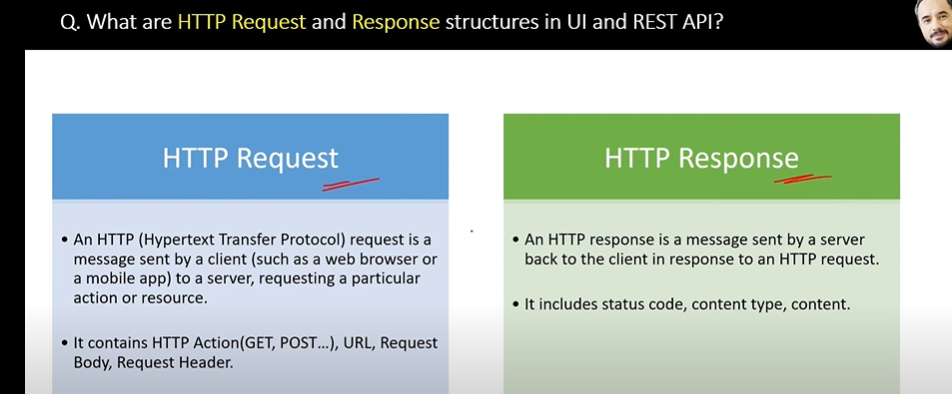 Q. What are HTTP Request and Response structures in UI and REST API?
HTTP Request
• An HTTP (Hypertext Transfer Protocol) request is a
message sent by a client (such as a web browser or
a mobile app) to a server, requesting a particular
action or resource.
• It contains HTTP Action(GET, POST...), URL, Request
Body, Request Header.
HTTP Response
• An HTTP response is a message sent by a server
back to the client in response to an HTTP request.
• It includes status code, content type, content.